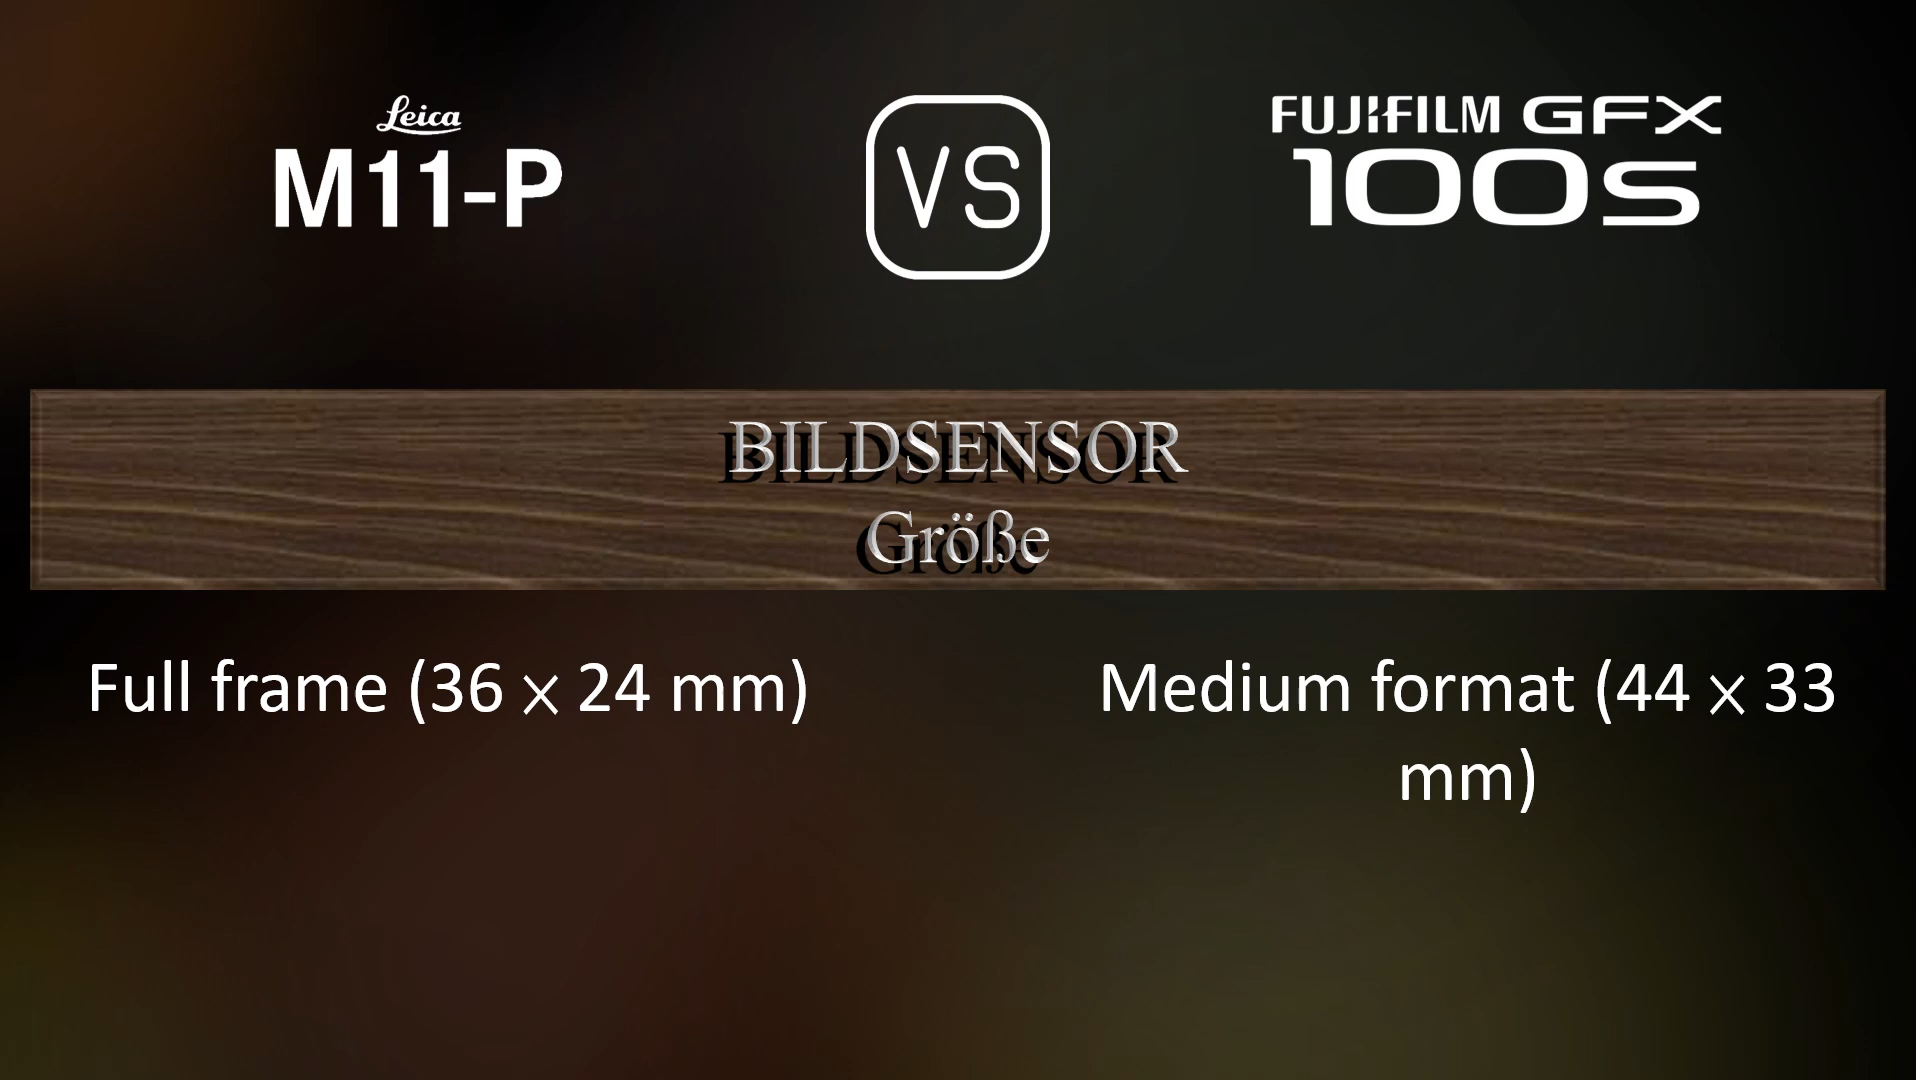 Leica
M11-P
VS
FUJIFILM GFX
100S
BILDSENSOR
Größe
Full frame (36 x 24 mm)
Medium format (44 x 33
mm)